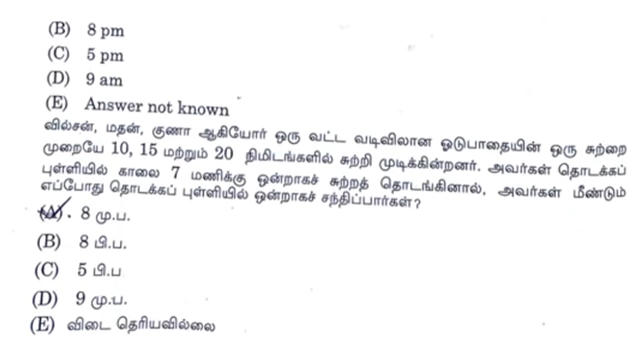 (B) 8 pm
(C) 5 pm
(D) 9 am
(E) Answer not known
வில்சன், மதன், குணா ஆகியோர் ஒரு வட்ட வடிவிலான ஓடுபாதையின் ஒரு சுற்றை
முறையே 10, 15 மற்றும் 20 நிமிடங்களில் சுற்றி முடிக்கின்றனர். அவர்கள் தொடக்கப்
புள்ளியில் காலை 7 மணிக்கு ஒன்றாகச் சுற்றத் தொடங்கினால், அவர்கள் மீண்டும்
எப்போது தொடக்கப் புள்ளியில் ஒன்றாகச் சந்திப்பார்கள்?
(A). 8 மு.ப.
(B) 8 பி.ப.
(C) 5 பி.ப
(D) 9 மு.ப.
(E) விடை தெரியவில்லை